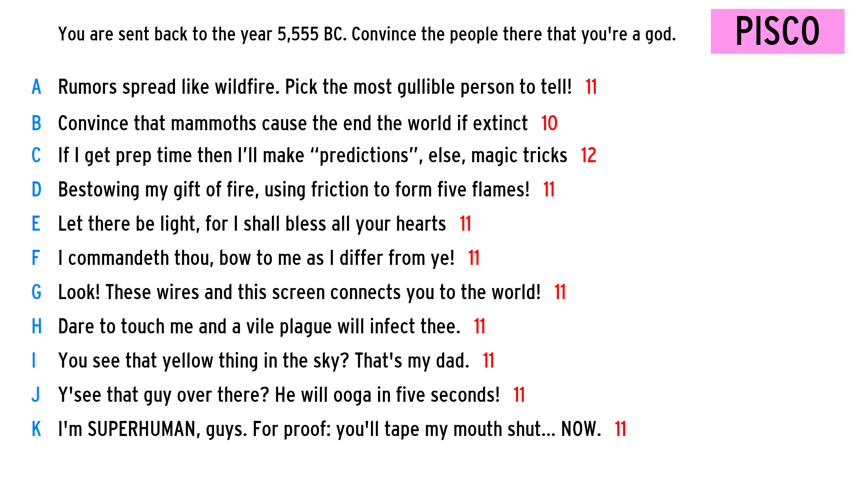 You are sent back to the year 5,555 BC. Convince the people there that you're a god.
PISCO
A Rumors spread like wildfire. Pick the most gullible person to tell! 11
B Convince that mammoths cause the end the world if extinct 10
C If I get prep time then I’ll make “predictions”, else, magic tricks 12
D Bestowing my gift of fire, using friction to form five flames! 11
E Let there be light, for I shall bless all your hearts 11
F I commandeth thou, bow to me as I differ from ye! 11
G Look! These wires and this screen connects you to the world! 11
H Dare to touch me and a vile plague will infect thee. 11
I You see that yellow thing in the sky? That's my dad. 11
J Y'see that guy over there? He will ooga in five seconds! 11
K I'm SUPERHUMAN, guys. For proof: you'll tape my mouth shut... NOW. 11